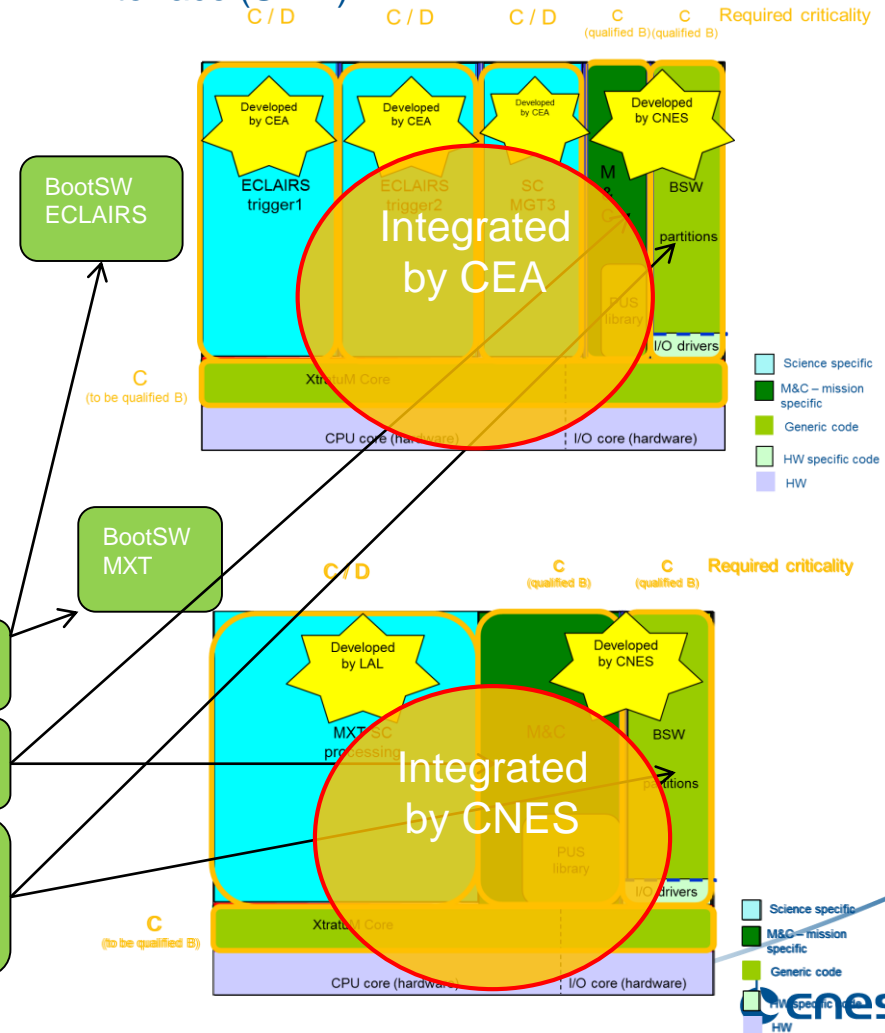 (
C / D
C / D
C / D
C
(qualified B)
C
(qualified B)
Required criticality
Developed
by CEA
Developed
by CEA
Developed
by CEA
Developed
by CNES
BootSW
ECLAIRS
ECLAIRS
trigger1
ECLAIRS
trigger2
SC
MGT3
M
&
C
BSW
partitions
Integrated
by CEA
PUS
library
I/O drivers
C
(to be qualified B)
XtratuM Core
CPU core (hardware)
I/O core (hardware)
Science specific
M&C – mission
specific
Generic code
HW specific code
HW
BootSW
MXT
C / D
C
(qualified B)
C
(qualified B)
Required criticality
Developed
by LAL
Developed
by CNES
MXT SC
processing
M&C
BSW
partitions
Integrated
by CNES
PUS
library
I/O drivers
C
(to be qualified B)
XtratuM Core
CPU core (hardware)
I/O core (hardware)
Science specific
M&C – mission
specific
Generic code
HW specific code
HW
cnes